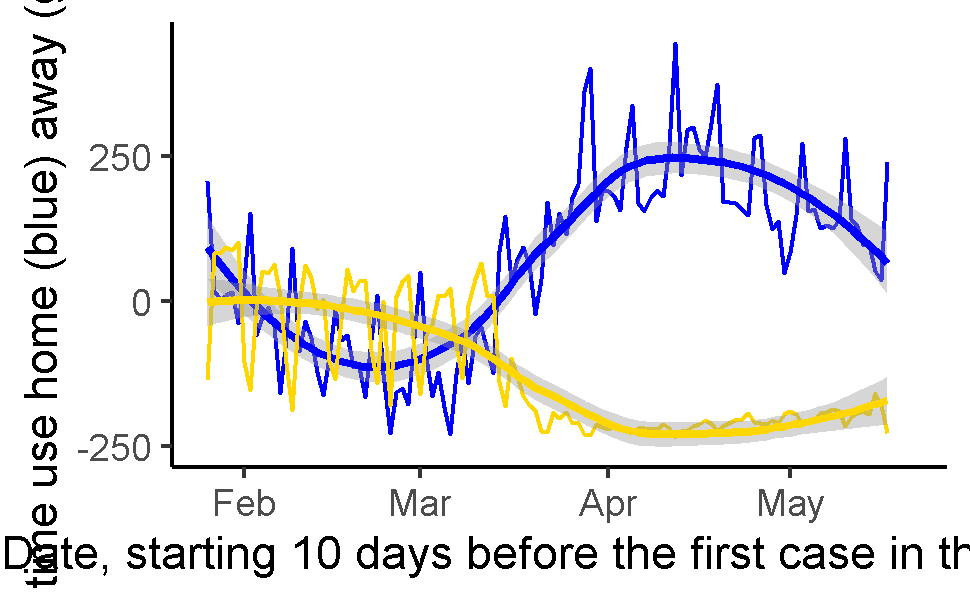 time use home (blue) away (
250
0
-250
Feb Mar Apr May
Date, starting 10 days before the first case in th